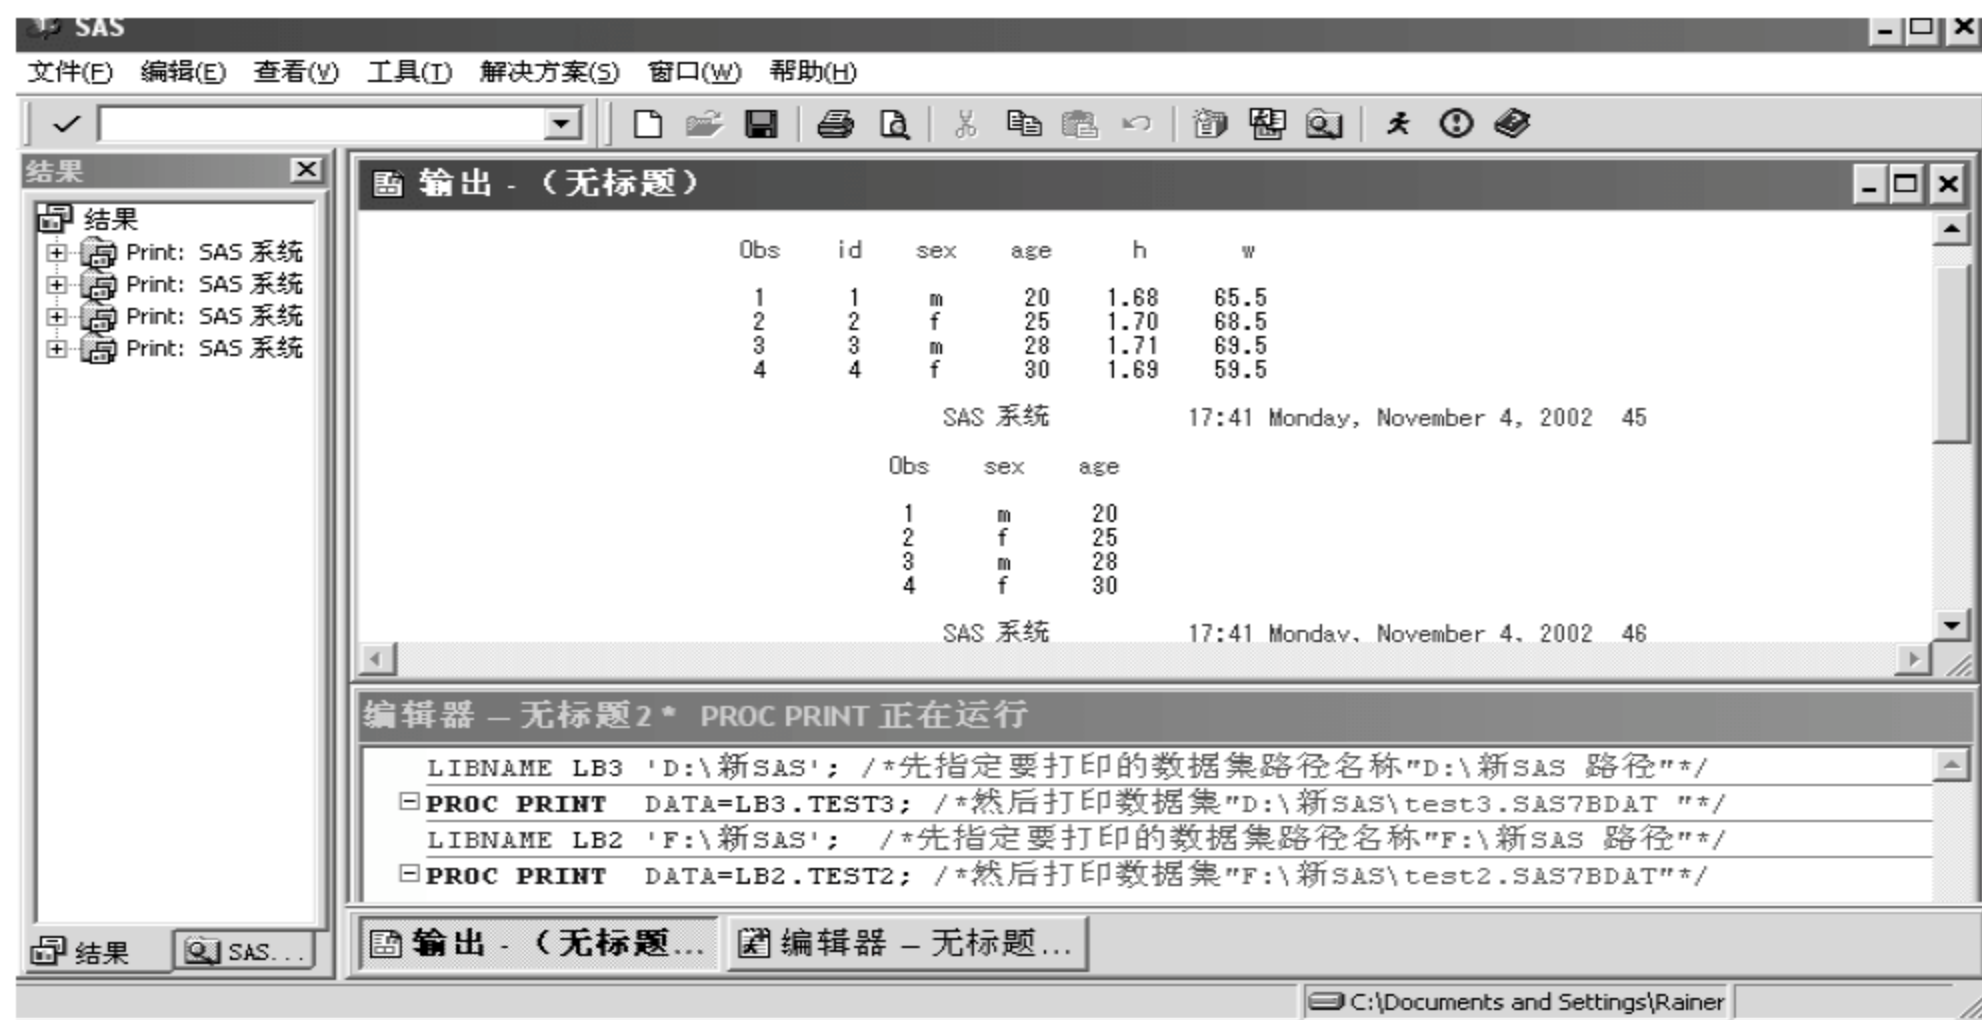 SAS
文件(F) 编辑(E) 查看(V) 工具(T) 解决方案(S) 窗口(W) 帮助(H)
结果
结果
Print: SAS 系统
Print: SAS 系统
Print: SAS 系统
Print: SAS 系统
结果 SAS...
输出 - （无标题）
Obs id sex age h w
1 1 m 20 1.68 65.5
2 2 f 25 1.70 68.5
3 3 m 28 1.71 69.5
4 4 f 30 1.69 59.5
SAS 系统 17:41 Monday, November 4, 2002 45
Obs sex age
1 m 20
2 f 25
3 m 28
4 f 30
SAS 系统 17:41 Monday, November 4, 2002 46
编辑器 – 无标题2 * PROC PRINT 正在运行
LIBNAME LB3 'D:\新SAS'; /*先指定要打印的数据集路径名称"D:\新SAS 路径"*/
PROC PRINT DATA=LB3.TEST3; /*然后打印数据集"D:\新SAS\test3.SAS7BDAT "*/
LIBNAME LB2 'F:\新SAS'; /*先指定要打印的数据集路径名称"F:\新SAS 路径"*/
PROC PRINT DATA=LB2.TEST2; /*然后打印数据集"F:\新SAS\test2.SAS7BDAT"*/
输出 - （无标题... 编辑器 – 无标题...
C:\Documents and Settings\Rainer